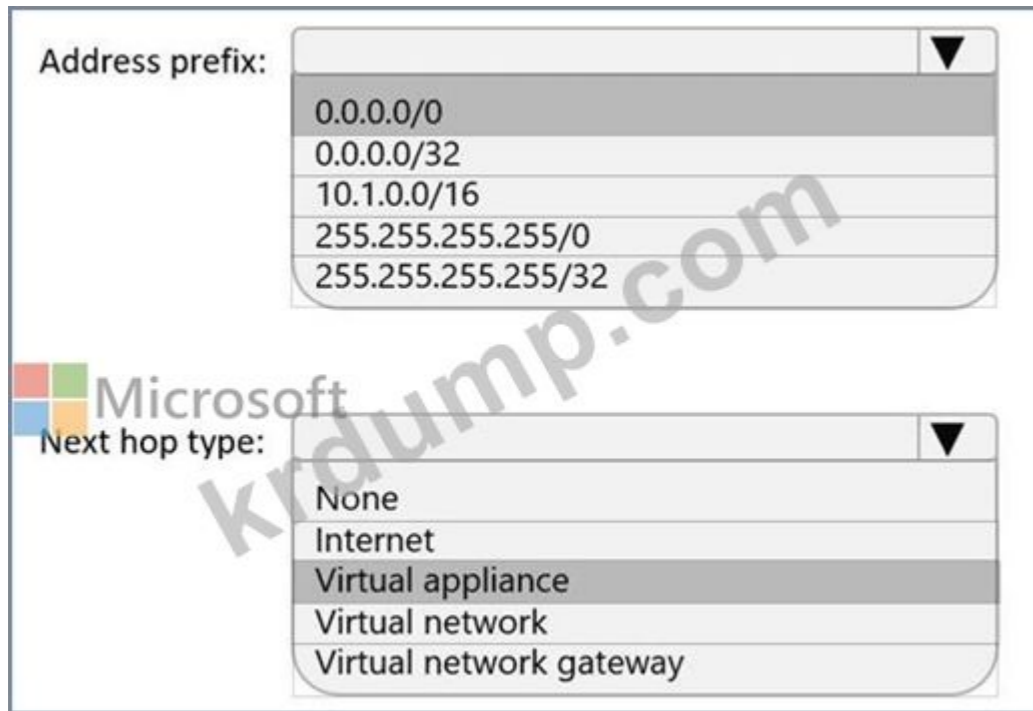 Address prefix:
0.0.0.0/0
0.0.0.0/32
10.1.0.0/16
255.255.255.255/0
255.255.255.255/32
Microsoft
krdump.com
Next hop type:
None
Internet
Virtual appliance
Virtual network
Virtual network gateway